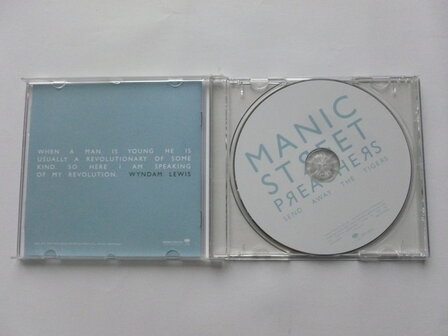 WHEN A MAN IS YOUNG HE IS
USUALLY A REVOLUTIONARY OF SOME
KIND. SO HERE I AM SPEAKING
OF MY REVOLUTION. WYNDAM LEWIS
MANIC
STREET
PREACHERS
SEND AWAY THE TIGERS